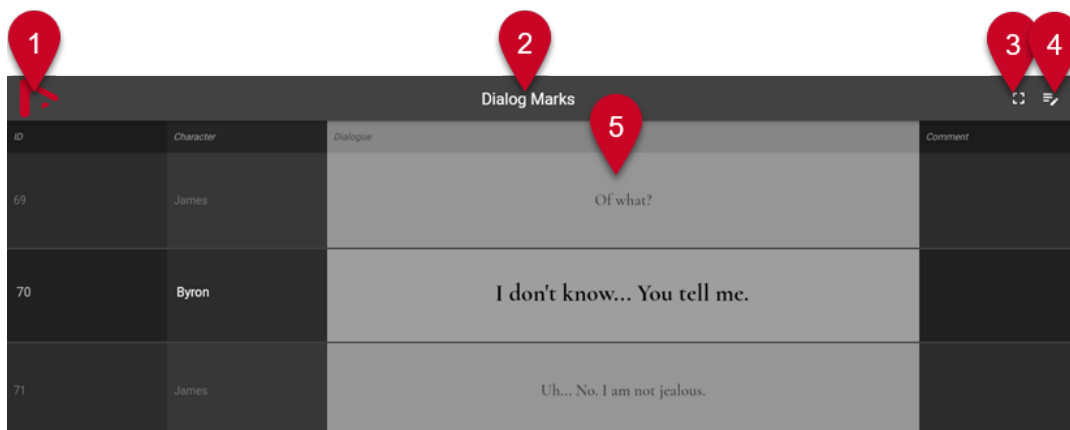 1
2
3
4
Dialog Marks
5
ID
Character
Dialogue
Comment
69
James
Of what?
70
Byron
I don't know... You tell me.
71
James
Uh... No. I am not jealous.